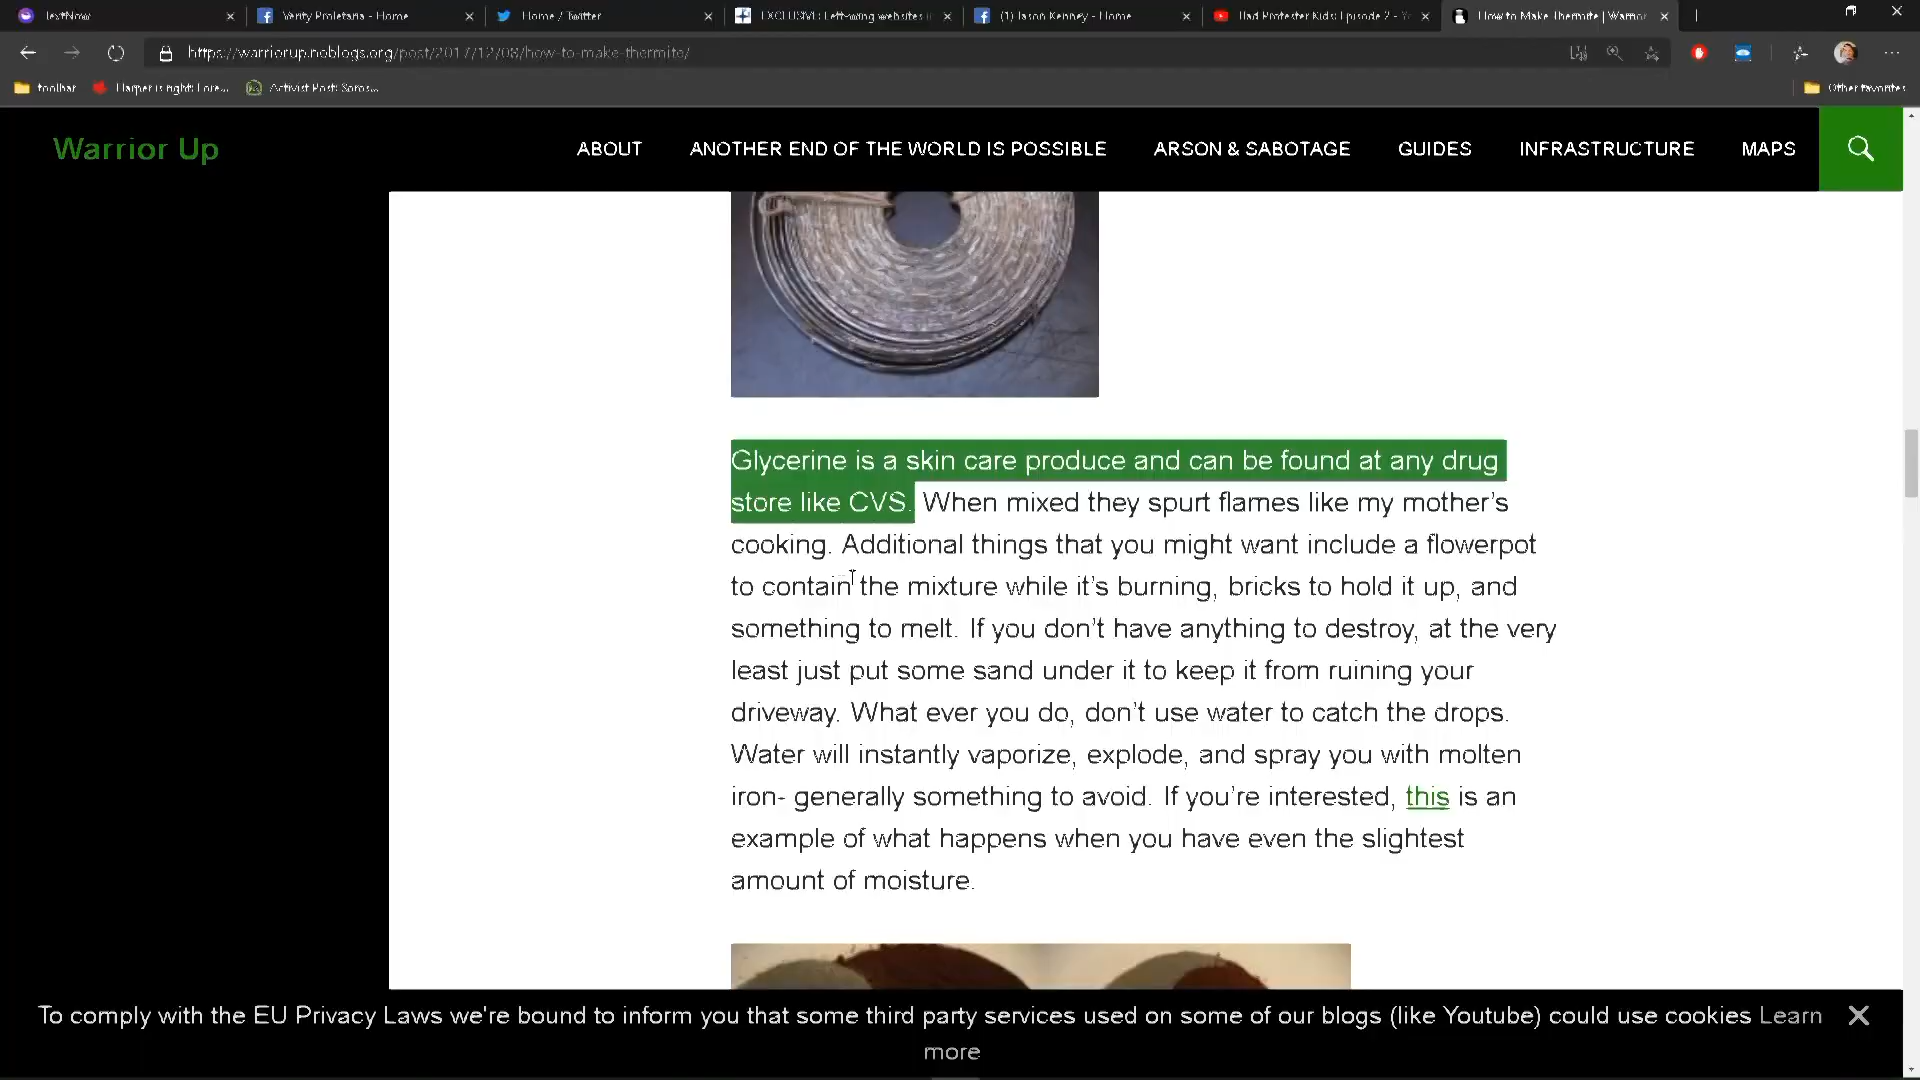 TextNow
Verity Proletaria - Home
Home / Twitter
EXCLUSIVE: Left-wing websites
(1) Jason Kenney - Home
How to Make Thermite | Warrior
https://warriorup.noblogs.org/post/2017/12/08/how-to-make-thermite/
toolbar
Harper is right:
Activist Post: Soros...
Other favorites
Warrior Up
ABOUT
ANOTHER END OF THE WORLD IS POSSIBLE
ARSON & SABOTAGE
GUIDES
INFRASTRUCTURE
MAPS
Glycerine is a skin care produce and can be found at any drug
store like CVS. When mixed they spurt flames like my mother’s
cooking. Additional things that you might want include a flowerpot
to contain the mixture while it’s burning, bricks to hold it up, and
something to melt. If you don’t have anything to destroy, at the very
least just put some sand under it to keep it from ruining your
driveway. What ever you do, don’t use water to catch the drops.
Water will instantly vaporize, explode, and spray you with molten
iron- generally something to avoid. If you’re interested, this is an
example of what happens when you have even the slightest
amount of moisture.
To comply with the EU Privacy Laws we're bound to inform you that some third party services used on some of our blogs (like Youtube) could use cookies Learn
more